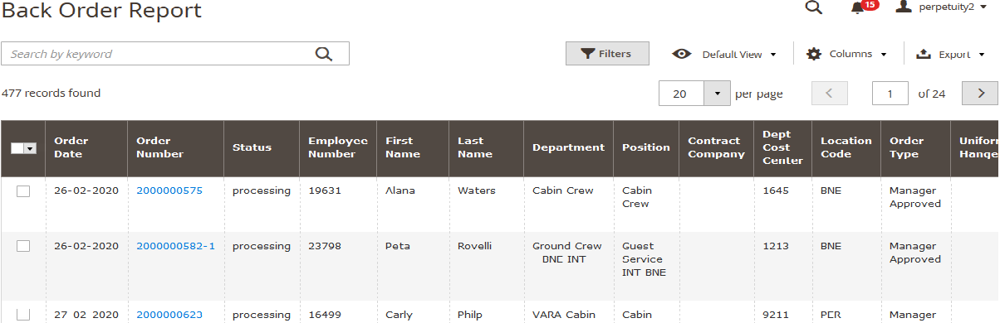 Back Order Report
15
perpetuity2
Search by keyword
Filters
Default View
Columns
Export
477 records found
20
per page
1
of 24
Order Date
Order Number
Status
Employee Number
First Name
Last Name
Department
Position
Contract Company
Dept Cost Center
Location Code
Order Type
Uniform Hange
26-02-2020 2000000575 processing 19631 Alana Waters Cabin Crew Cabin Crew 1645 BNE Manager Approved
26-02-2020 2000000582-1 processing 23798 Peta Rovelli Ground Crew BNE INT Guest Service INT BNE 1213 BNE Manager Approved
27 02 2020 2000000623 processing 16499 Carly Philp VARA Cabin Cabin 9211 PER Manager